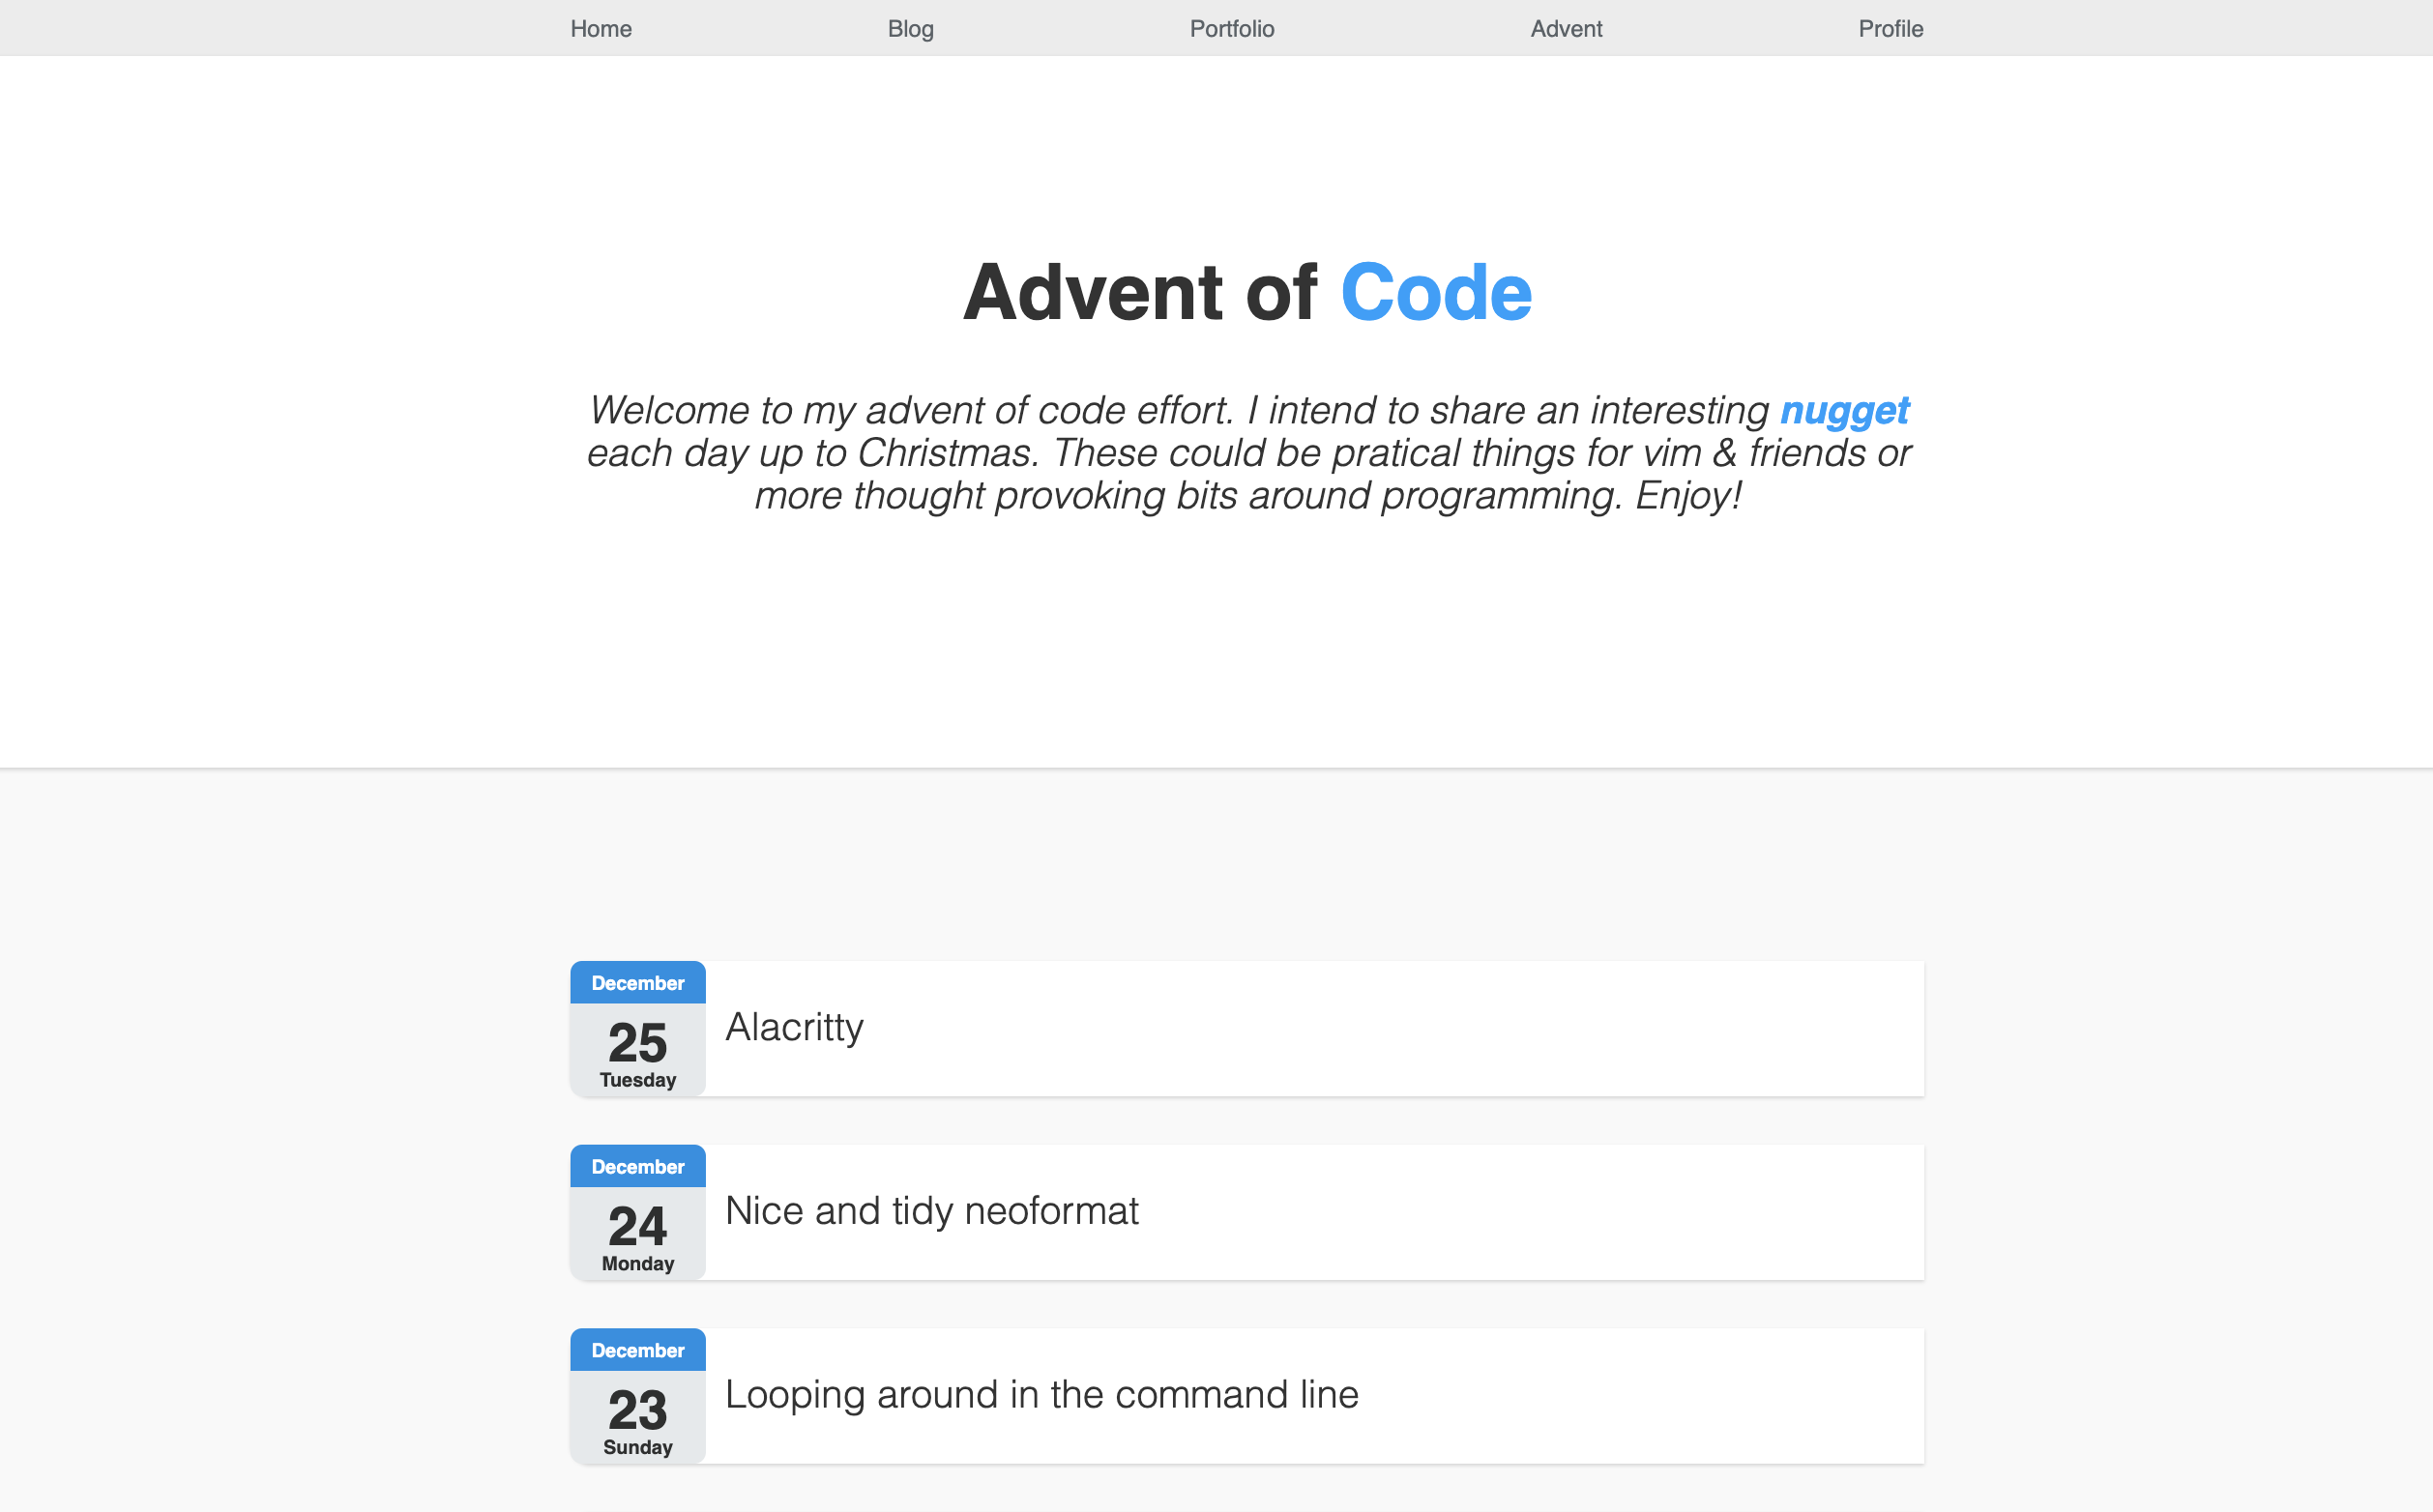 Home Blog Portfolio Advent Profile
Advent of Code
Welcome to my advent of code effort. I intend to share an interesting nugget
each day up to Christmas. These could be pratical things for vim & friends or
more thought provoking bits around programming. Enjoy!
December
25
Tuesday
Alacritty
December
24
Monday
Nice and tidy neoformat
December
23
Sunday
Looping around in the command line